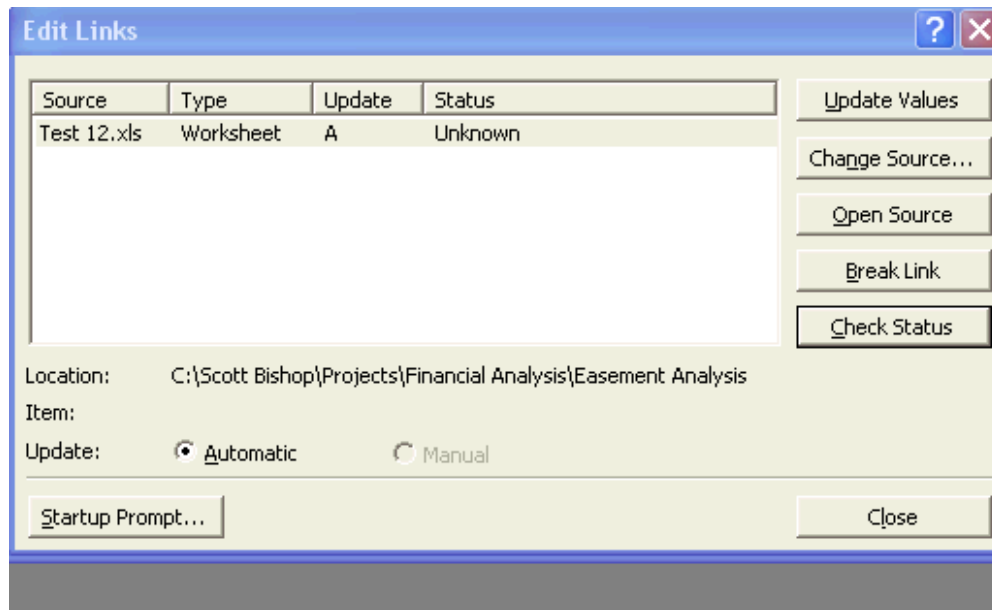 Edit Links
Source Type Update Status
Test 12.xls Worksheet A Unknown
Update Values
Change Source...
Open Source
Break Link
Check Status
Location: C:\Scott Bishop\Projects\Financial Analysis\Easement Analysis
Item:
Update: Automatic Manual
Startup Prompt... Close